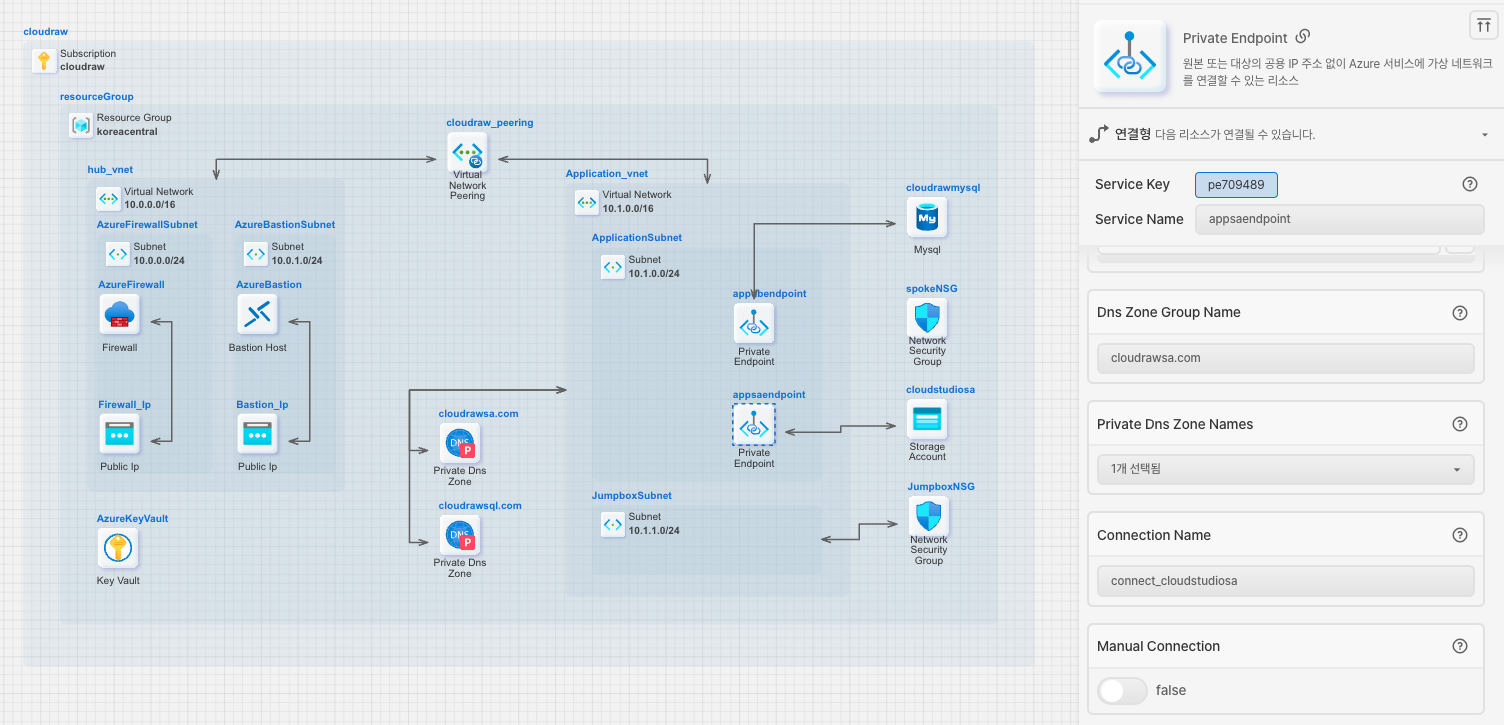 cloudraw
Subscription
cloudraw
resourceGroup
Resource Group
koreacentral
hub_vnet
Virtual Network
10.0.0.0/16
AzureFirewallSubnet
Subnet
10.0.0.0/24
AzureFirewall
Firewall
Firewall_Ip
Public Ip
AzureBastionSubnet
Subnet
10.0.1.0/24
AzureBastion
Bastion Host
Bastion_Ip
Public Ip
AzureKeyVault
Key Vault
cloudraw_peering
Virtual
Network
Peering
cloudrawsa.com
DNS
P
Private Dns
Zone
cloudrawsql.com
DNS
P
Private Dns
Zone
Application_vnet
Virtual Network
10.1.0.0/16
ApplicationSubnet
Subnet
10.1.0.0/24
Private
Endpoint
appsaendpoint
Private
Endpoint
JumpboxSubnet
Subnet
10.1.1.0/24
cloudrawmysql
My
Mysql
spokeNSG
Network
Security
Group
cloudstudiosa
Storage
Account
JumpboxNSG
Network
Security
Group
Private Endpoint
원본 또는 대상의 공용 IP 주소 없이 Azure 서비스에 가상 네트워크
를 연결할 수 있는 리소스
연결형 다음 리소스가 연결될 수 있습니다.
Service Key
pe709489
Service Name
appsaendpoint
Dns Zone Group Name
cloudrawsa.com
Private Dns Zone Names
1개 선택됨
Connection Name
connect_cloudstudiosa
Manual Connection
false